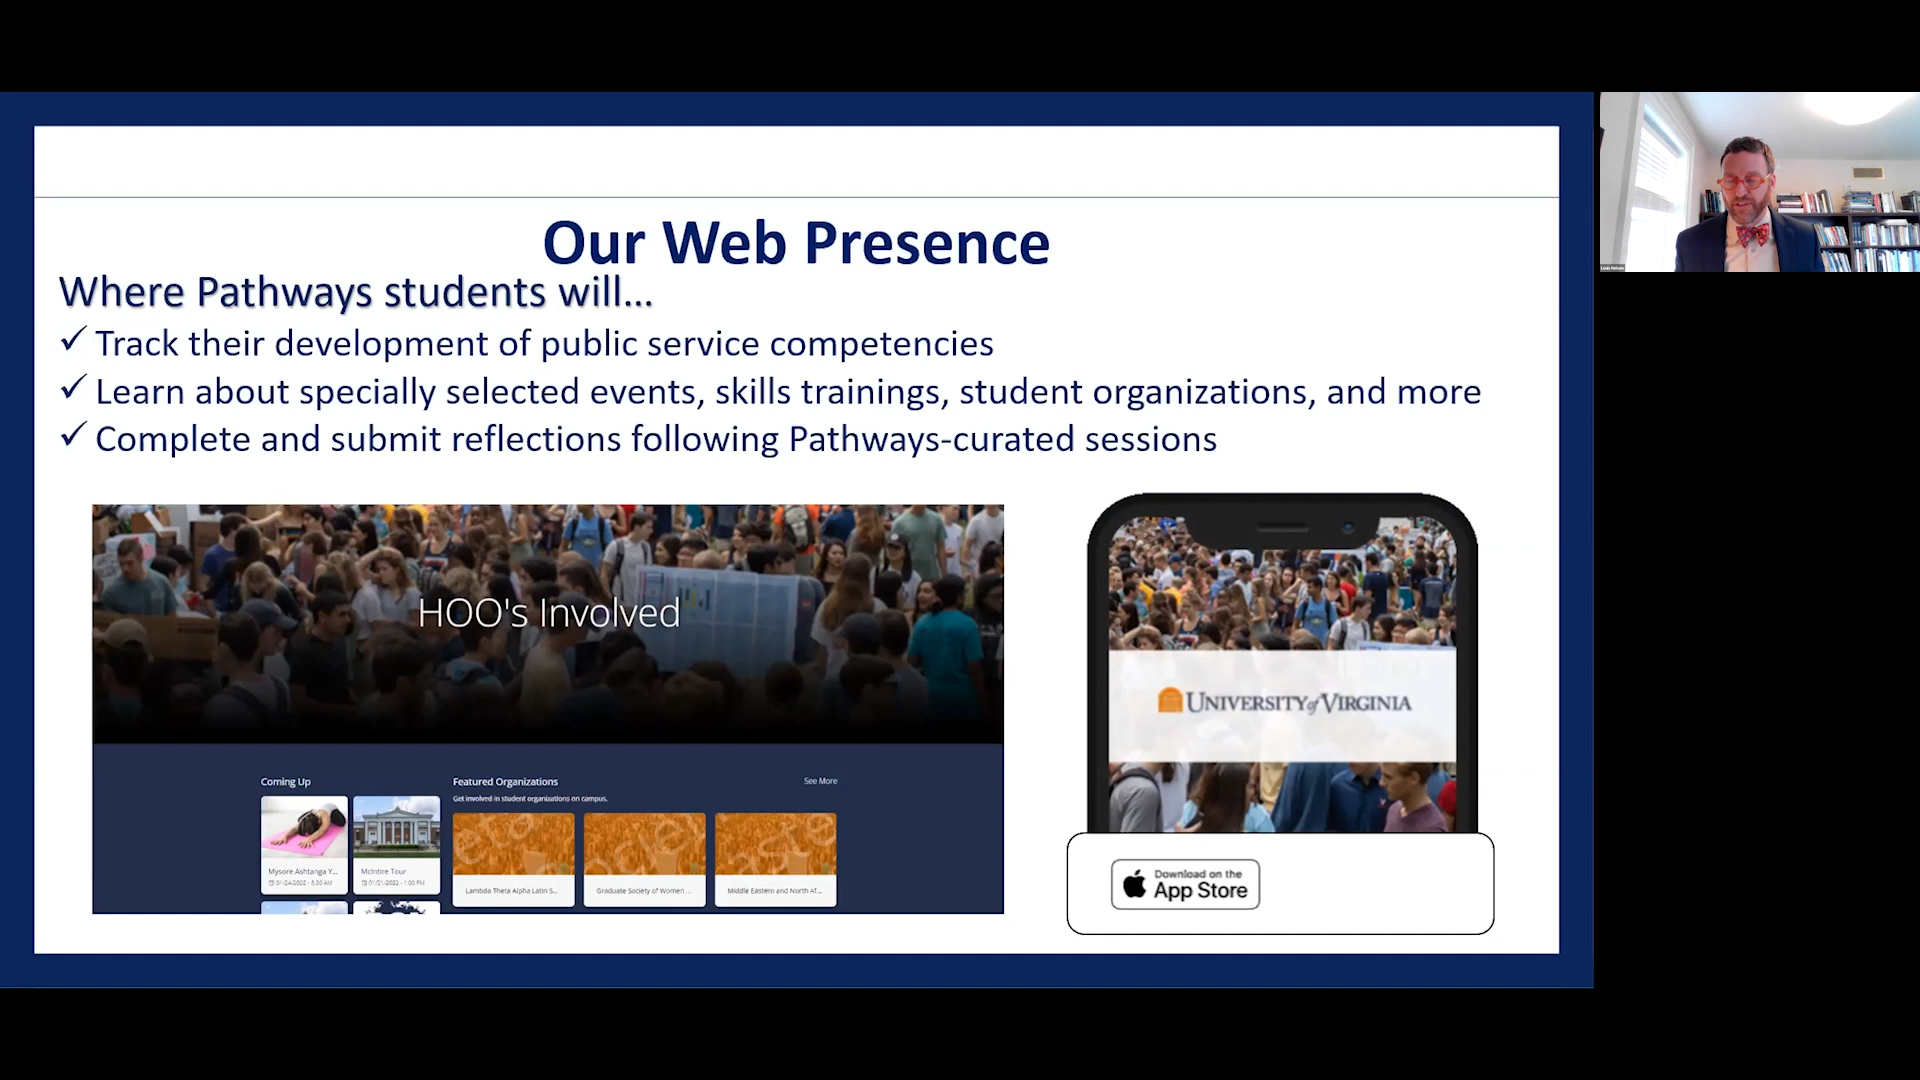 Our Web Presence
Where Pathways students will...
✓ Track their development of public service competencies
✓ Learn about specially selected events, skills trainings, student organizations, and more
✓ Complete and submit reflections following Pathways-curated sessions
HOO's Involved
Coming Up
Featured Organizations
See More
Get involved in student organizations on campus.
Mysore Ashtanga Y...
01/24/2022 - 5:30 AM
McIntire Tour
01/21/2022 - 1:00 PM
Lambda Theta Alpha Latin S...
Graduate Society of Women ...
Middle Eastern and North Af...
UNIVERSITY of VIRGINIA
Download on the
App Store